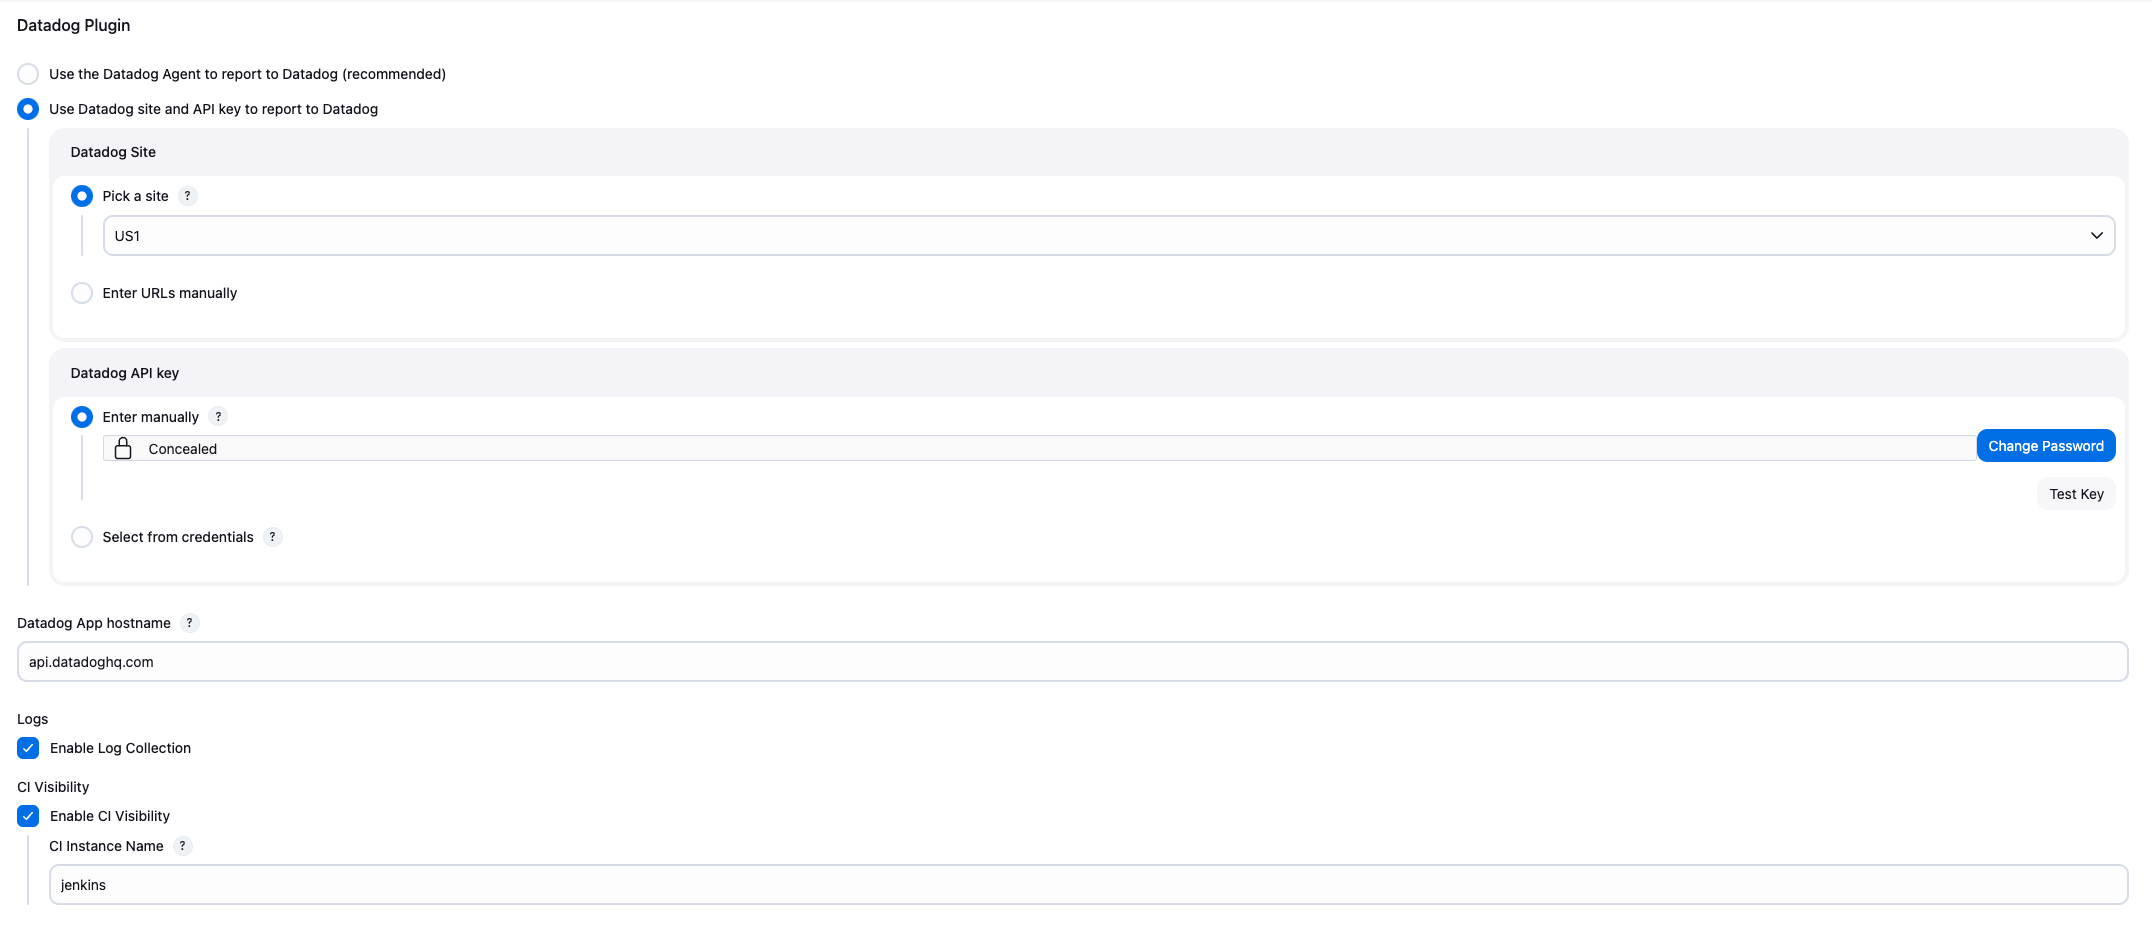 Datadog Plugin
Use the Datadog Agent to report to Datadog (recommended)
Use Datadog site and API key to report to Datadog
Datadog Site
Pick a site ?
US1
Enter URLs manually
Datadog API key
Enter manually ?
Concealed Change Password
Test Key
Select from credentials ?
Datadog App hostname ?
api.datadoghq.com
Logs
Enable Log Collection
CI Visibility
Enable CI Visibility
CI Instance Name ?
jenkins